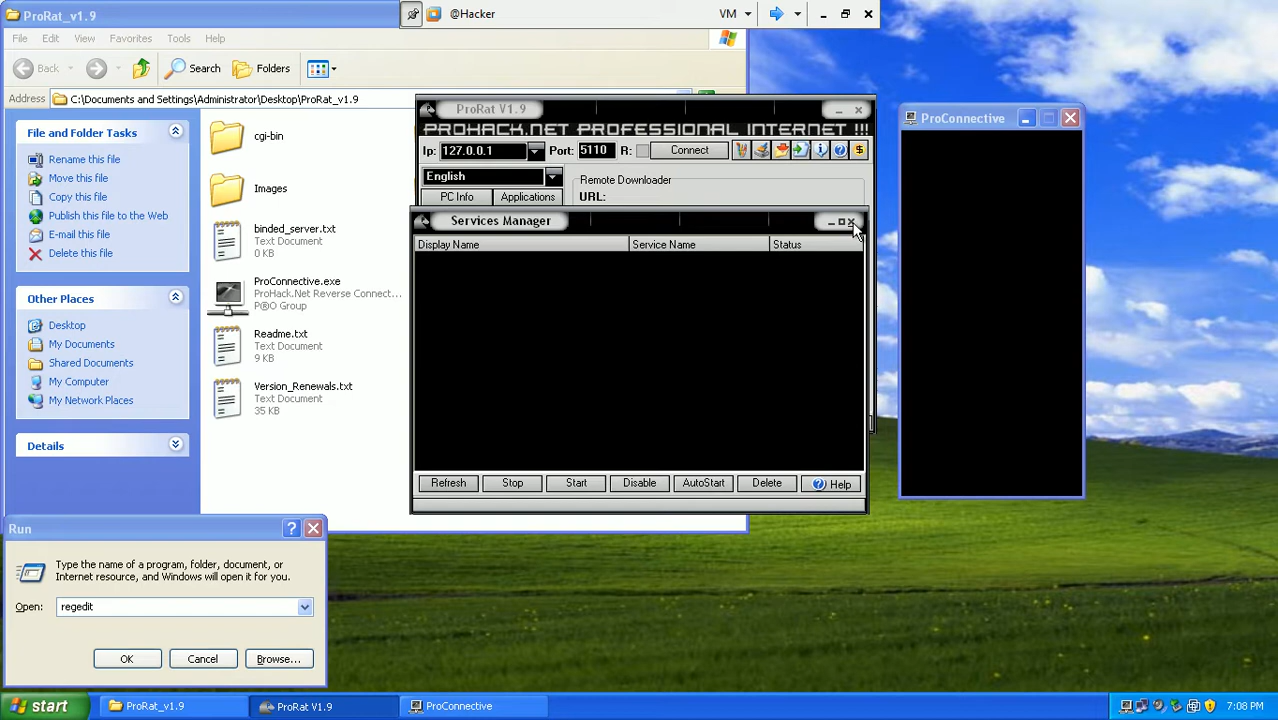 ProRat_v1.9
@Hacker
VM
File Edit View Favorites Tools Help
Back
Search
Folders
Address
C:\Documents and Settings\Administrator\Desktop\ProRat_v1.9
File and Folder Tasks
Rename this file
Move this file
Copy this file
Publish this file to the Web
E-mail this file
Delete this file
Other Places
Desktop
My Documents
Shared Documents
My Computer
My Network Places
Details
cgi-bin
Images
binded_server.txt
Text Document
0 KB
ProConnective.exe
ProHack.Net Reverse Connect...
P®O Group
Readme.txt
Text Document
9 KB
Version_Renewals.txt
Text Document
35 KB
ProRat V1.9
PROHACK.NET PROFESSIONAL INTERNET !!!
Ip: 127.0.0.1 Port: 5110 R: Connect
English
Remote Downloader
PC Info Applications
URL:
Services Manager
Display Name Service Name Status
Refresh Stop Start Disable AutoStart Delete Help
ProConnective
Run
Type the name of a program, folder, document, or
Internet resource, and Windows will open it for you.
Open: regedit
OK Cancel Browse...
start
ProRat_v1.9
ProRat V1.9
ProConnective
7:08 PM